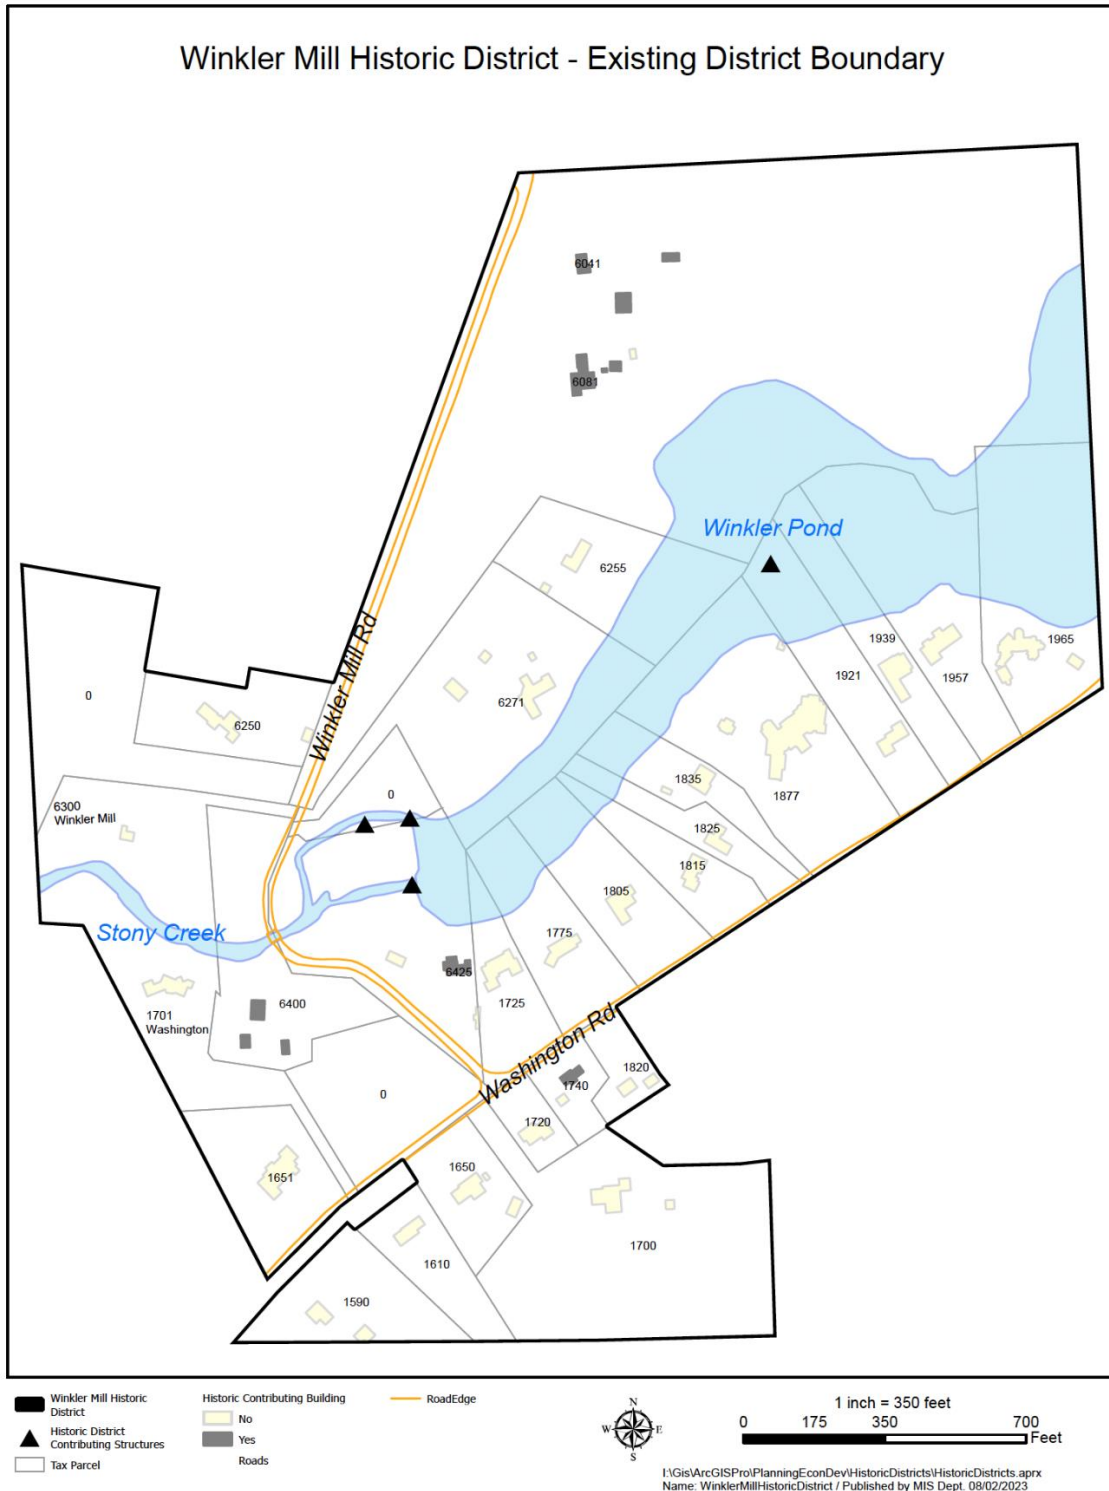 Winkler Mill Historic District - Existing District Boundary
6041
6081
Winkler Pond
6255
Winkler Mill Rd
1939
1965
1921
1957
0
6271
6250
1835
0
1877
6300
Winkler Mill
1825
1815
1805
Stony Creek
1775
6425
1725
6400
1701
Washington
Washington Rd
1820
1740
0
1720
1650
1651
1700
1610
1590
Winkler Mill Historic
District
Historic District
Contributing Structures
Tax Parcel
Historic Contributing Building
No
Yes
Roads
RoadEdge
N
W E
S
1 inch = 350 feet
0 175 350 700
Feet
I:\Gis\ArcGISPro\PlanningEconDev\HistoricDistricts\HistoricDistricts.aprx
Name: WinklerMillHistoricDistrict / Published by MIS Dept. 08/02/2023